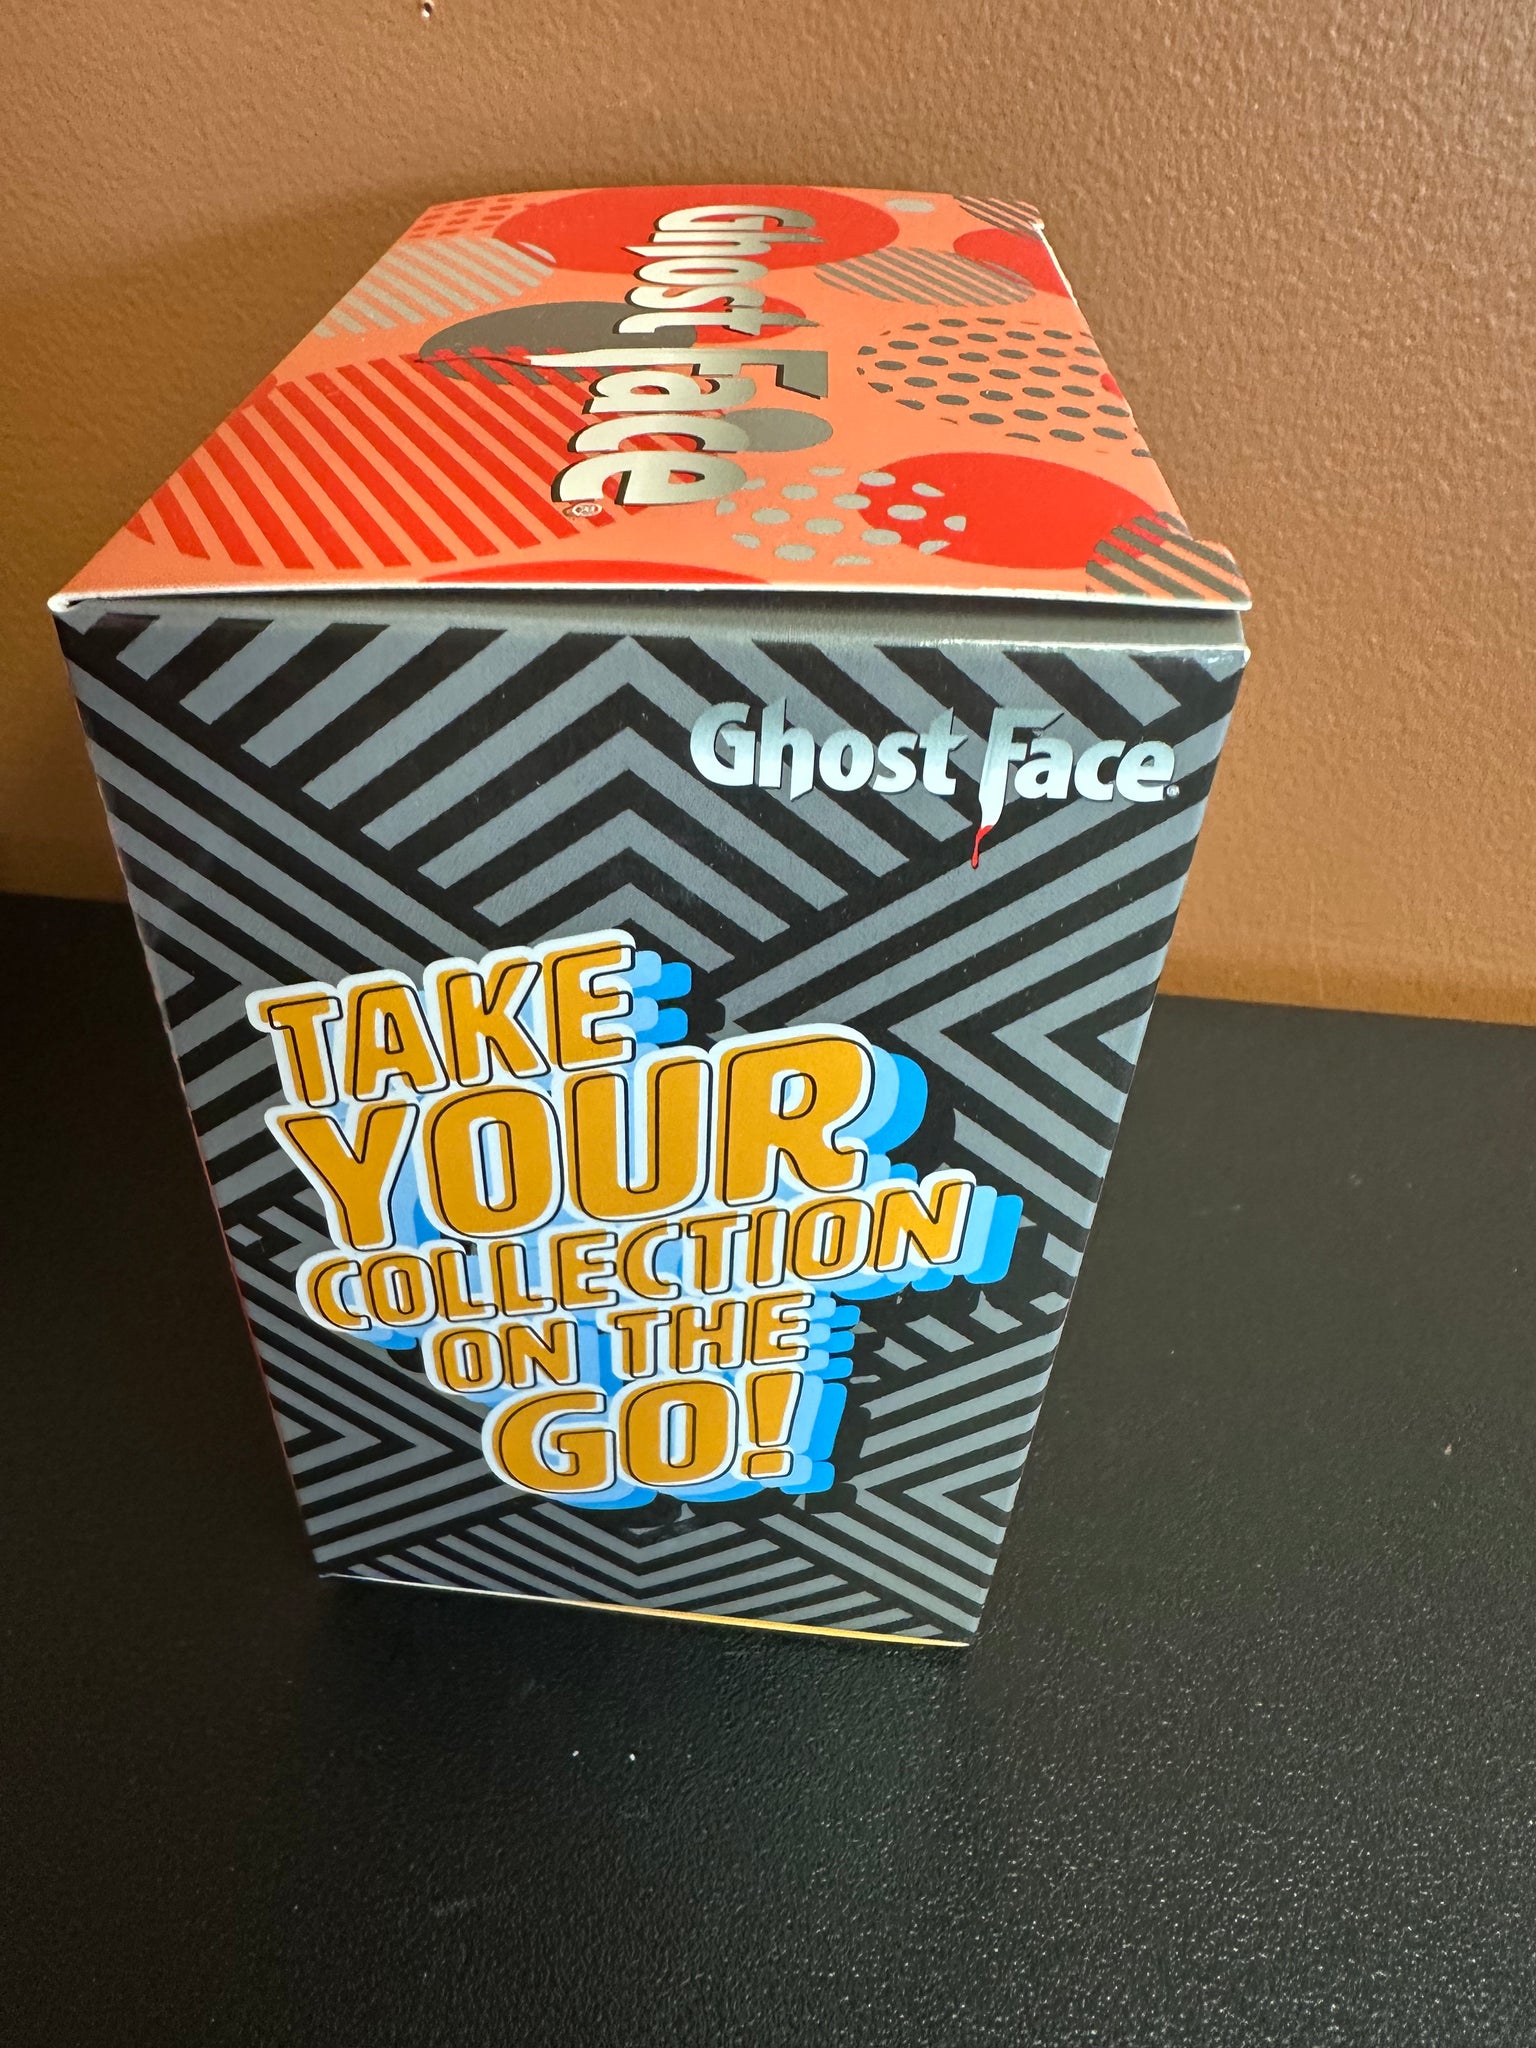 Ghost Face®
Ghost Face®
TAKE
YOUR
COLLECTION
ON THE
GO!